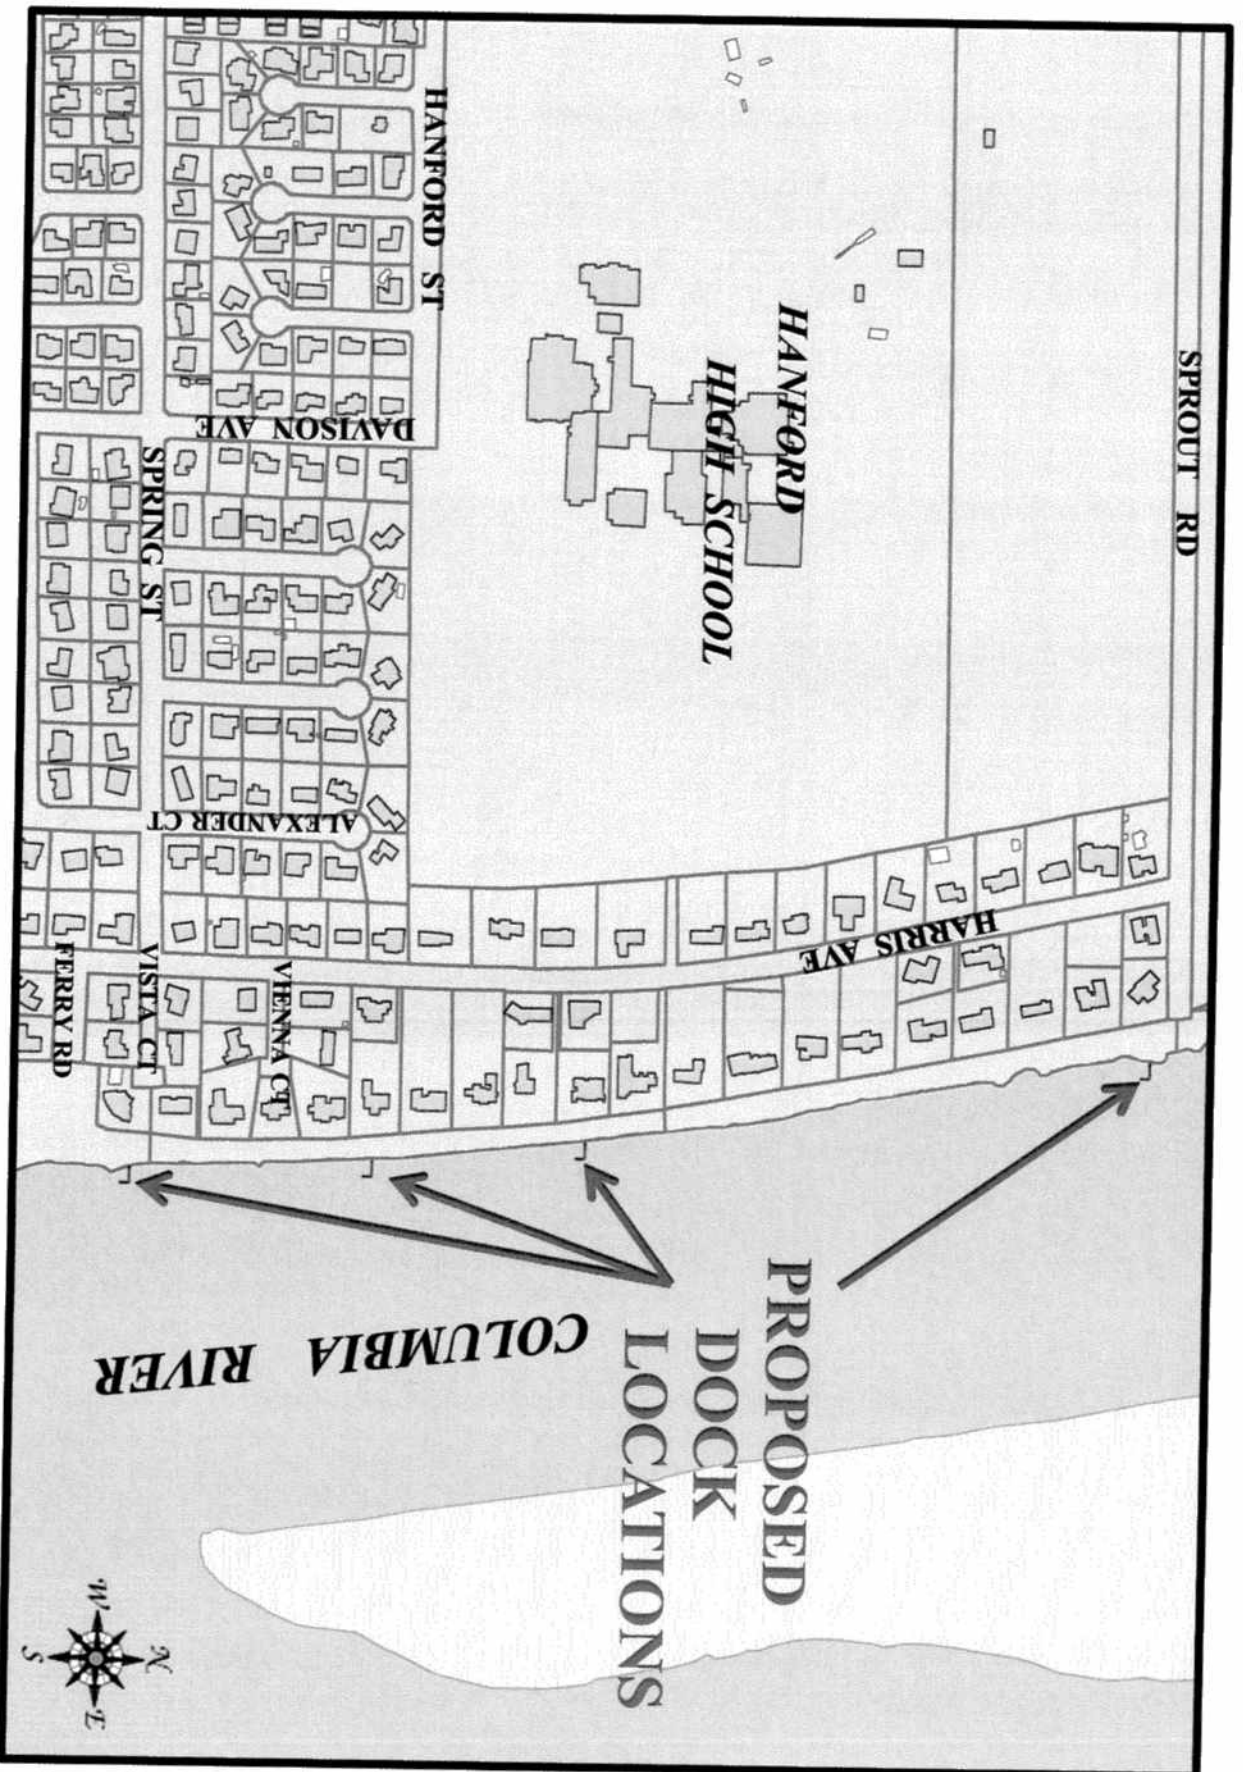 SPROUT RD
HANFORD
HIGH SCHOOL
HANFORD ST
DAVISON AVE
SPRING ST
ALEXANDER CT
HARRIS AVE
VIENNA CT
VISTA CT
FERRY RD
PROPOSED
DOCK
LOCATIONS
COLUMBIA RIVER
N
W
E
S